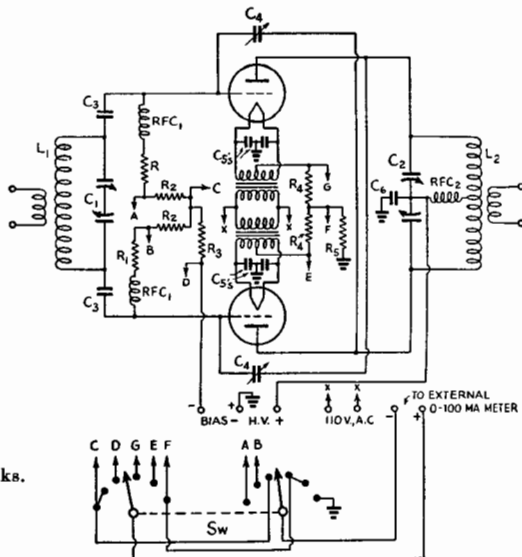 C4
C3
L1
RFC1
R
C5's
C1
R2
A
C
R2
R1
B
R3
D
C3
RFC1
X
X
R4
G
F
R4
R5
E
C5's
C2
C6
RFC2
L2
C4
- + - + X X - +
BIAS - H.V. + 110V, A.C
TO EXTERNAL
0-100 MA METER
C D G E F A B
ks.
Sw